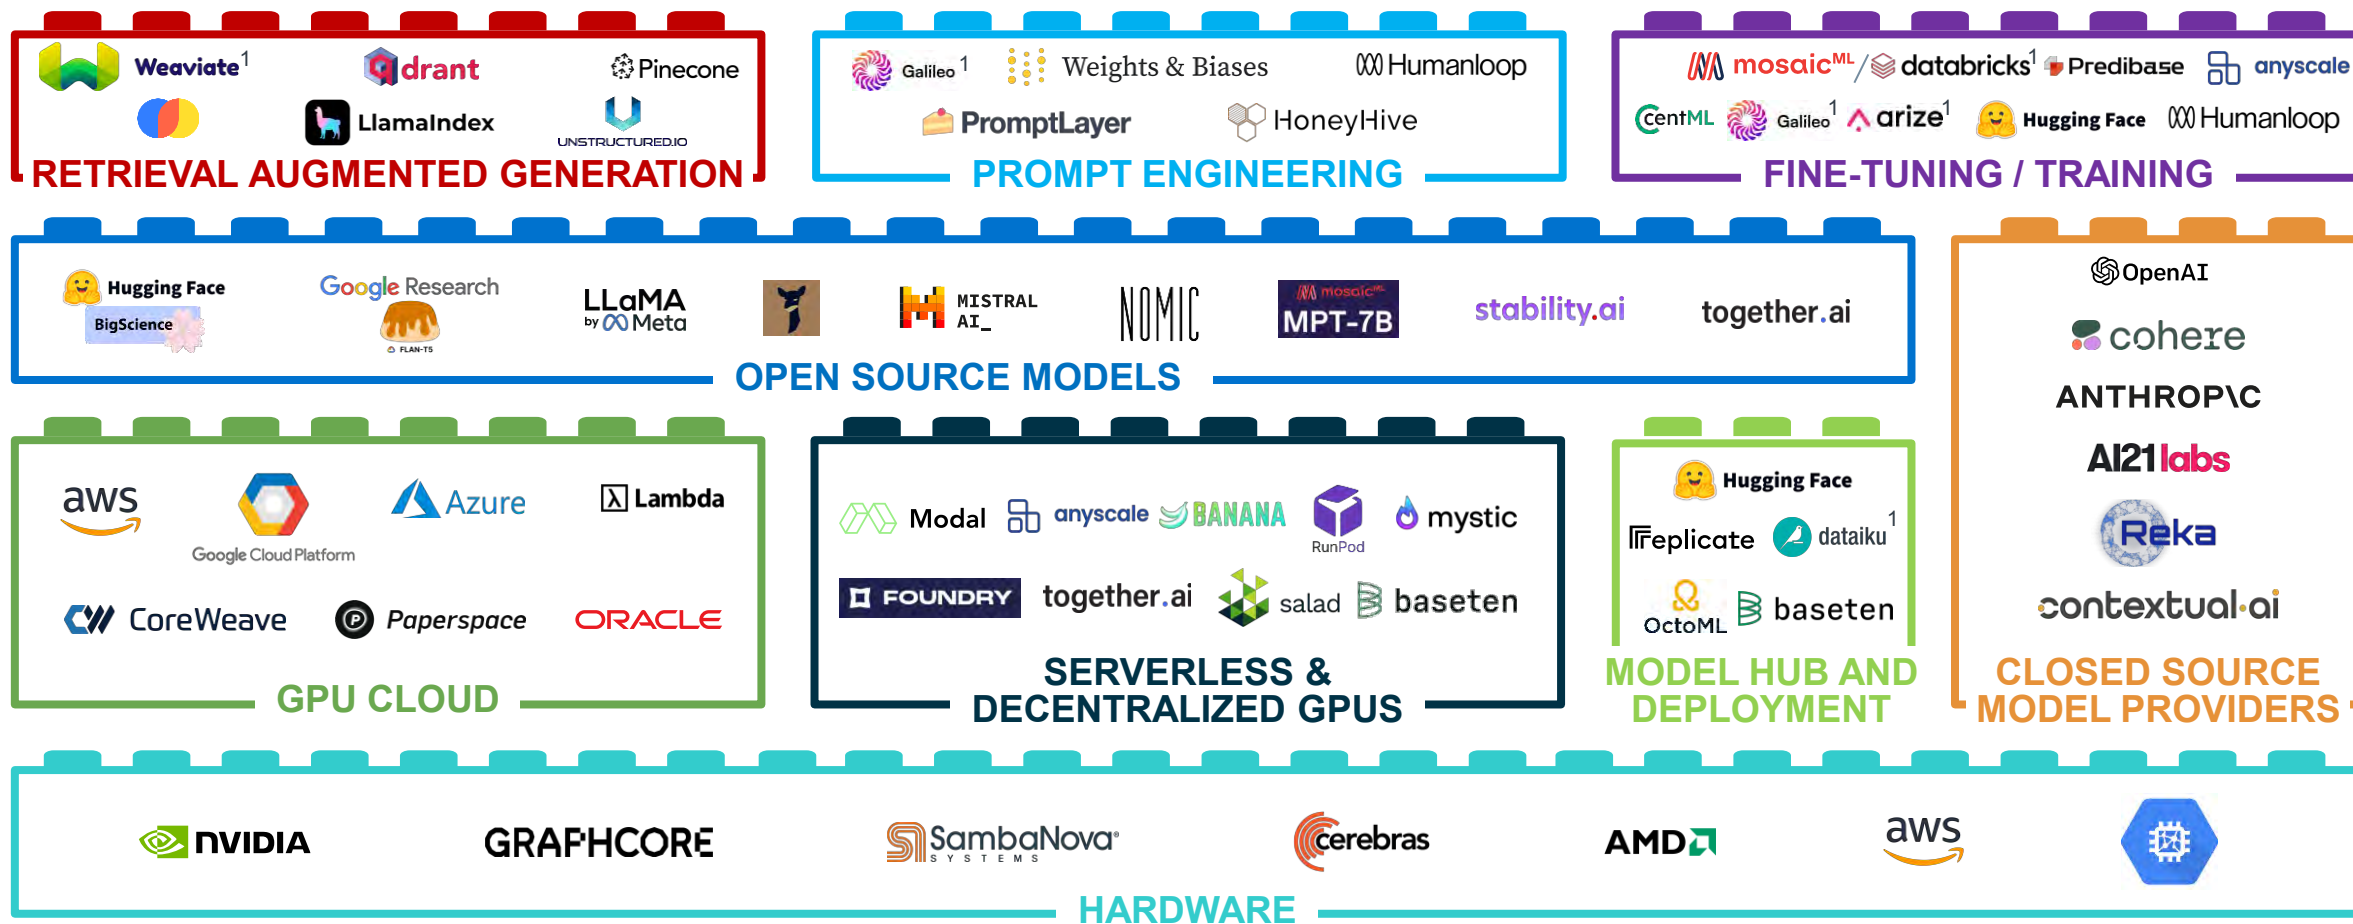 Weaviate1
qdrant
Pinecone
LlamaIndex
UNSTRUCTURED.IO
RETRIEVAL AUGMENTED GENERATION
Galileo 1
Weights & Biases
Humanloop
PromptLayer
HoneyHive
PROMPT ENGINEERING
mosaicML / databricks1
Predibase
anyscale
CentML
Galileo1
arize1
Hugging Face
Humanloop
FINE-TUNING / TRAINING
Hugging Face
BigScience
Google Research
FLAN-T5
LLaMA
by Meta
MISTRAL
AI_
NOMIC
mosaicML
MPT-7B
stability.ai
together.ai
OPEN SOURCE MODELS
OpenAI
cohere
ANTHROP\C
AI21labs
Reka
contextual.ai
CLOSED SOURCE
MODEL PROVIDERS
aws
Google Cloud Platform
Azure
Lambda
CoreWeave
Paperspace
ORACLE
GPU CLOUD
Modal
anyscale
BANANA
RunPod
mystic
FOUNDRY
together.ai
salad
baseten
SERVERLESS &
DECENTRALIZED GPUS
Hugging Face
replicate
dataiku1
OctoML
baseten
MODEL HUB AND
DEPLOYMENT
NVIDIA
GRAPHCORE
SambaNova®
SYSTEMS
cerebras
AMD
aws
HARDWARE